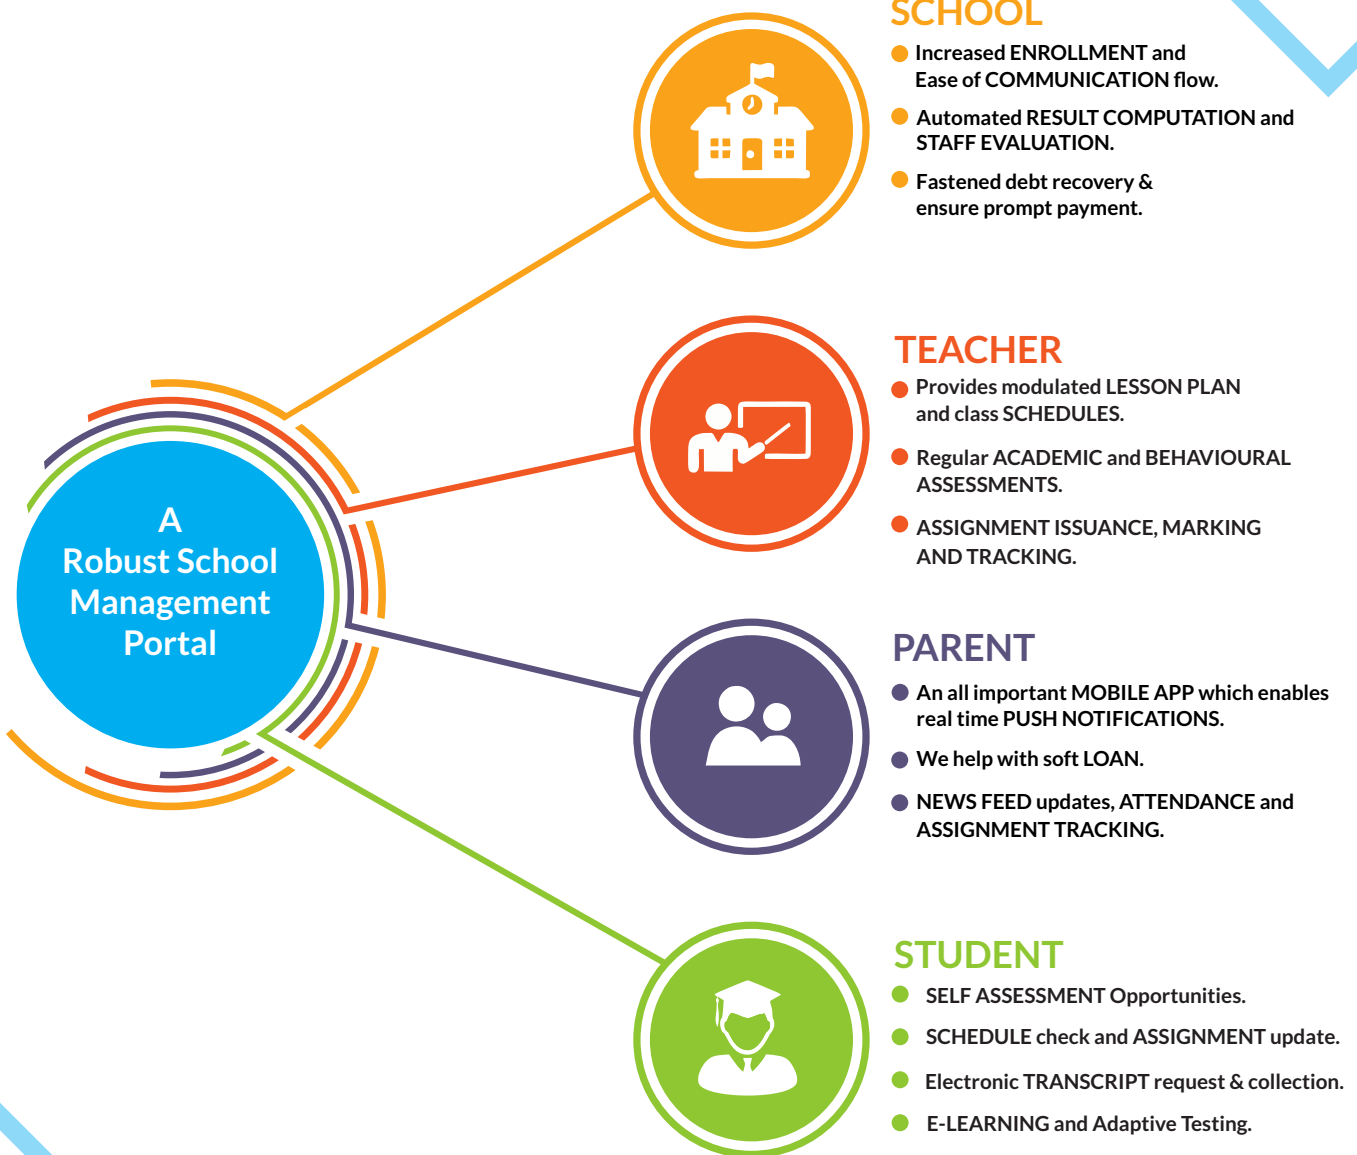 SCHOOL
Increased ENROLLMENT and
Ease of COMMUNICATION flow.
Automated RESULT COMPUTATION and
STAFF EVALUATION.
Fastened debt recovery &
ensure prompt payment.
TEACHER
Provides modulated LESSON PLAN
and class SCHEDULES.
Regular ACADEMIC and BEHAVIOURAL
ASSESSMENTS.
ASSIGNMENT ISSUANCE, MARKING
AND TRACKING.
A
Robust School
Management
Portal
PARENT
An all important MOBILE APP which enables
real time PUSH NOTIFICATIONS.
We help with soft LOAN.
NEWS FEED updates, ATTENDANCE and
ASSIGNMENT TRACKING.
STUDENT
SELF ASSESSMENT Opportunities.
SCHEDULE check and ASSIGNMENT update.
Electronic TRANSCRIPT request & collection.
E-LEARNING and Adaptive Testing.